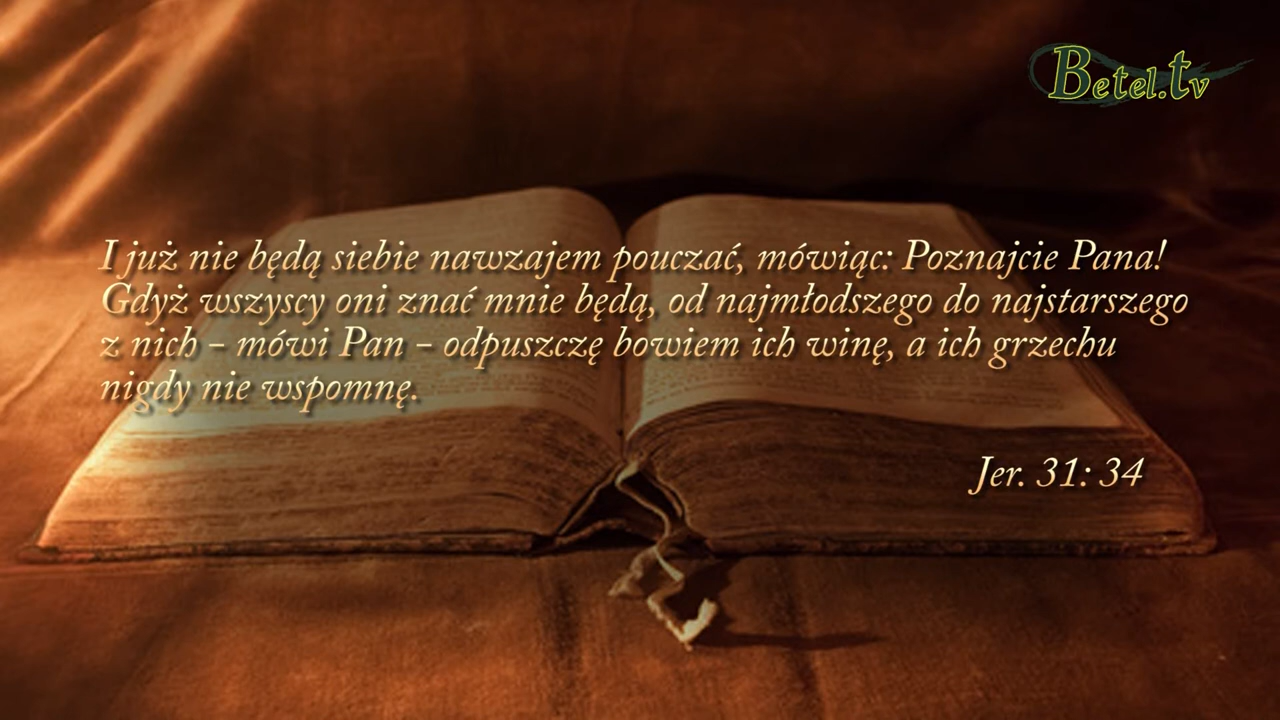 Betel.tv
I już nie będą siebie nawzajem pouczać, mówiąc: Poznajcie Pana!
Gdyż wszyscy oni znać mnie będą, od najmłodszego do najstarszego
z nich - mówi Pan - odpuszczę bowiem ich winę, a ich grzechu
nigdy nie wspomnę.
Jer. 31: 34